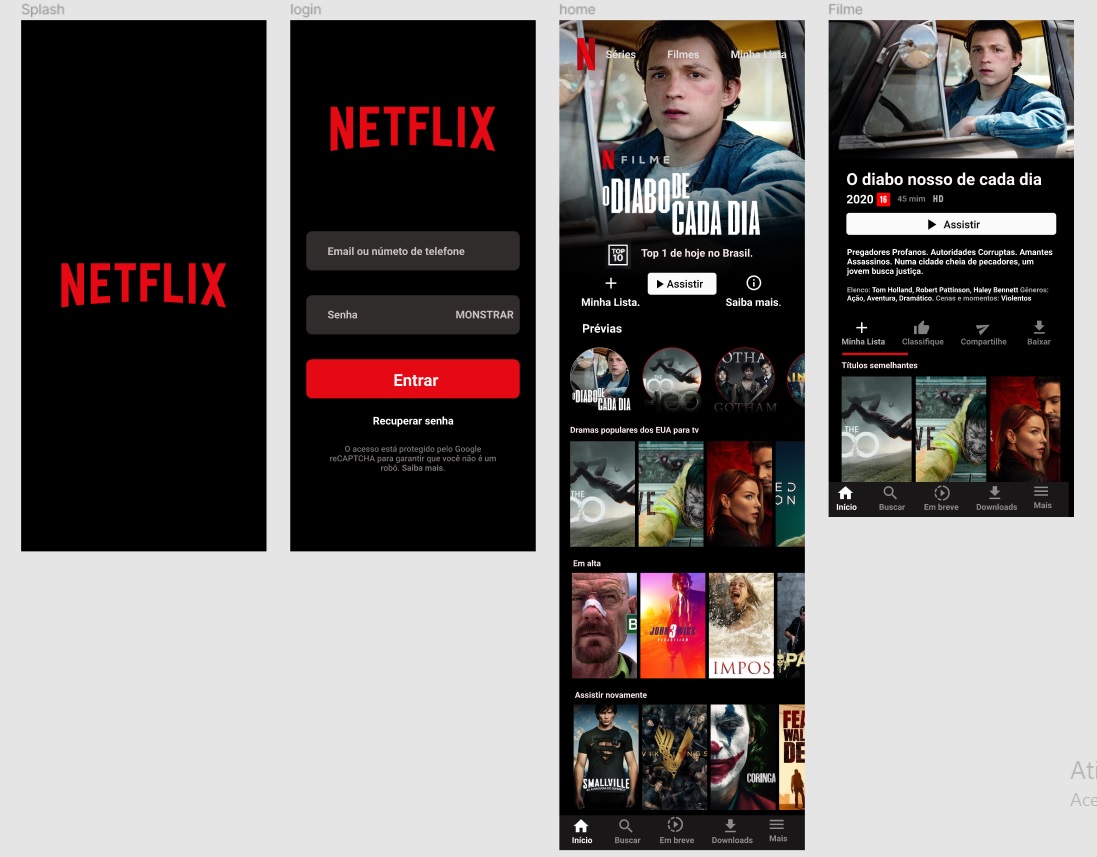 Splash
NETFLIX
login
NETFLIX
Email ou númeto de telefone
Senha MONSTRAR
Entrar
Recuperar senha
O acesso está protegido pelo Google
reCAPTCHA para garantir que você não é um
robô. Saiba mais.
home
N Séries Filmes Minha Lista
N FILME
O DIABO DE
CADA DIA
TOP
10
Top 1 de hoje no Brasil.
Minha Lista.
Assistir
Saiba mais.
Prévias
O DIABO DE
CADA DIA
THE
100
GOTHAM
Dramas populares dos EUA para tv
THE
Em alta
B
JOHN WICK
3
PARABELLUM
IMPOS
PA
Assistir novamente
SMALLVILLE
VIKINGS
CORINGA
FEA
WAL
DE
Início Buscar Em breve Downloads Mais
Filme
O diabo nosso de cada dia
2020 16 45 mim HD
Assistir
Pregadores Profanos. Autoridades Corruptas. Amantes
Assassinos. Numa cidade cheia de pecadores, um
jovem busca justiça.
Elenco: Tom Holland, Robert Pattinson, Haley Bennett Géneros:
Ação, Aventura, Dramático. Cenas e momentos: Violentos
Minha Lista Classifique Compartilhe Baixar
Títulos semelhantes
THE
Início Buscar Em breve Downloads Mais
Ati
Ace